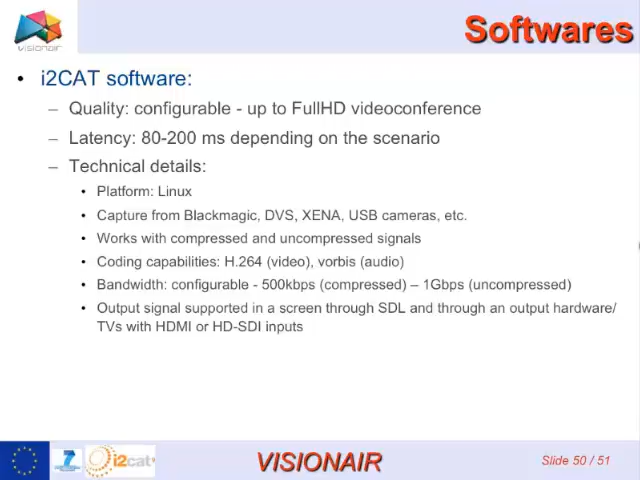 VISIONAIR
Softwares
• i2CAT software:
– Quality: configurable - up to FullHD videoconference
– Latency: 80-200 ms depending on the scenario
– Technical details:
• Platform: Linux
• Capture from Blackmagic, DVS, XENA, USB cameras, etc.
• Works with compressed and uncompressed signals
• Coding capabilities: H.264 (video), vorbis (audio)
• Bandwidth: configurable - 500kbps (compressed) – 1Gbps (uncompressed)
• Output signal supported in a screen through SDL and through an output hardware/
TVs with HDMI or HD-SDI inputs
i2cat
VISIONAIR
Slide 50 / 51